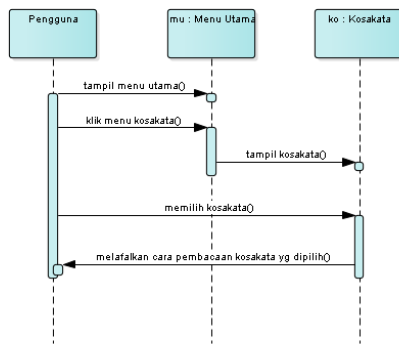 Pengguna
mu : Menu Utama
ko : Kosakata
tampil menu utama()
klik menu kosakata()
tampil kosakata()
memilih kosakata()
melafalkan cara pembacaan kosakata yg dipilih()